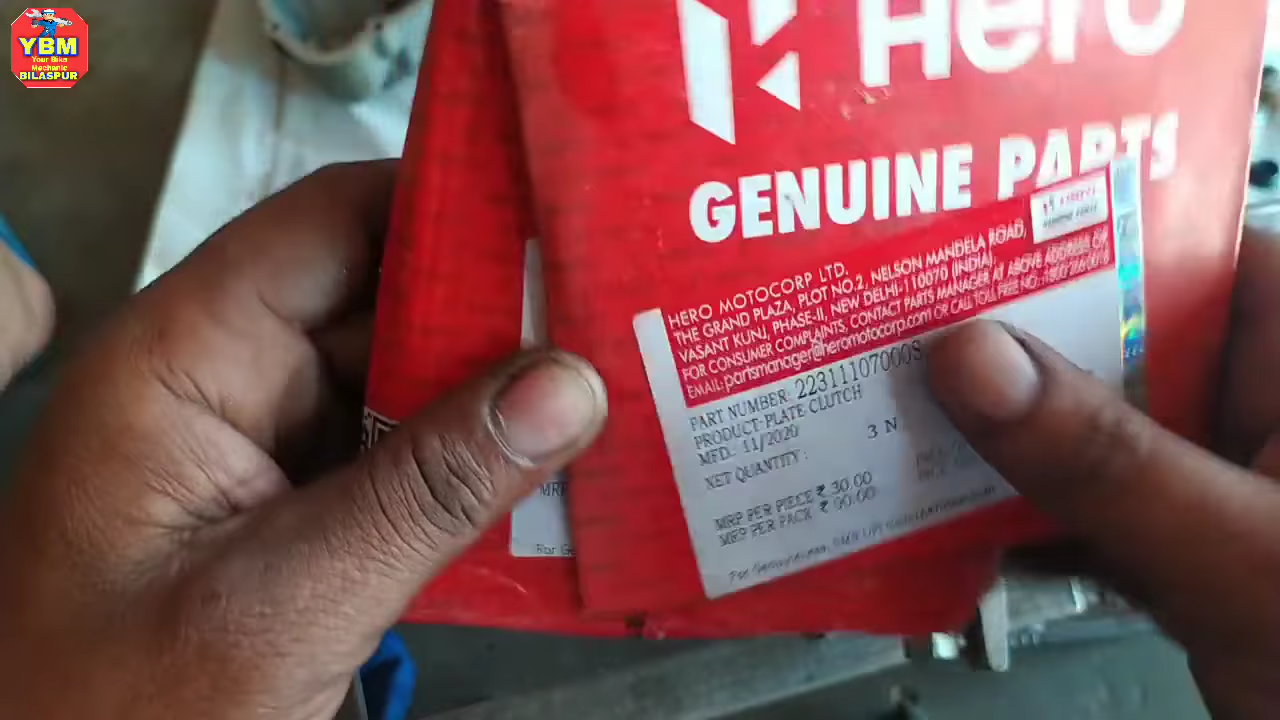 YBM
Your Bike
Mechanic
BILASPUR
Hero
GENUINE PARTS
HERO MOTOCORP LTD.
THE GRAND PLAZA, PLOT NO.2, NELSON MANDELA ROAD,
VASANT KUNJ, PHASE-II, NEW DELHI-110070 (INDIA),
FOR CONSUMER COMPLAINTS, CONTACT PARTS MANAGER AT ABOVE ADDRESS OR
EMAIL: partsmanager@heromotocorp.com OR CALL TOLL FREE NO.:
PART NUMBER: 22311107000S
PRODUCT-PLATE CLUTCH
MFD.: 11/2020
NET QUANTITY : 3 N
MRP PER PIECE ₹ 30.00
MRP PER PACK ₹ 90.00
MRP
For Ge